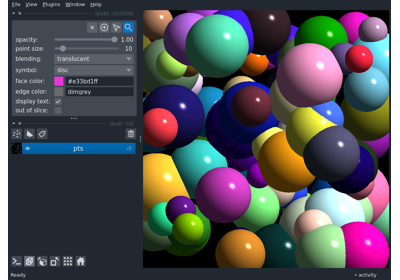 File View Plugins Window Help
layer controls
opacity: 1.00
point size: 10
blending: translucent
symbol: disc
face color: #e33bd1ff
edge color: dimgrey
display text:
out of slice:
layer list
pts
Ready
activity